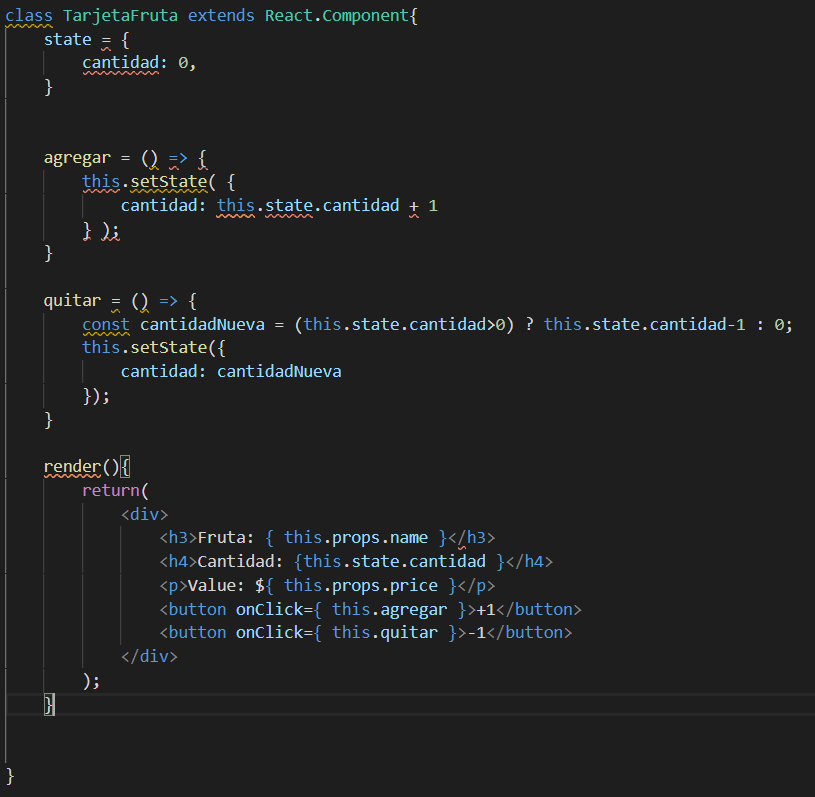 class TarjetaFruta extends React.Component{
    state = {
        cantidad: 0,
    }


    agregar = () => {
        this.setState( {
            cantidad: this.state.cantidad + 1
        } );
    }

    quitar = () => {
        const cantidadNueva = (this.state.cantidad>0) ? this.state.cantidad-1 : 0;
        this.setState({
            cantidad: cantidadNueva
        });
    }

    render(){
        return(
            <div>
                <h3>Fruta: { this.props.name }</h3>
                <h4>Cantidad: {this.state.cantidad }</h4>
                <p>Value: ${ this.props.price }</p>
                <button onClick={ this.agregar }>+1</button>
                <button onClick={ this.quitar }>-1</button>
            </div>
        );
    }


}